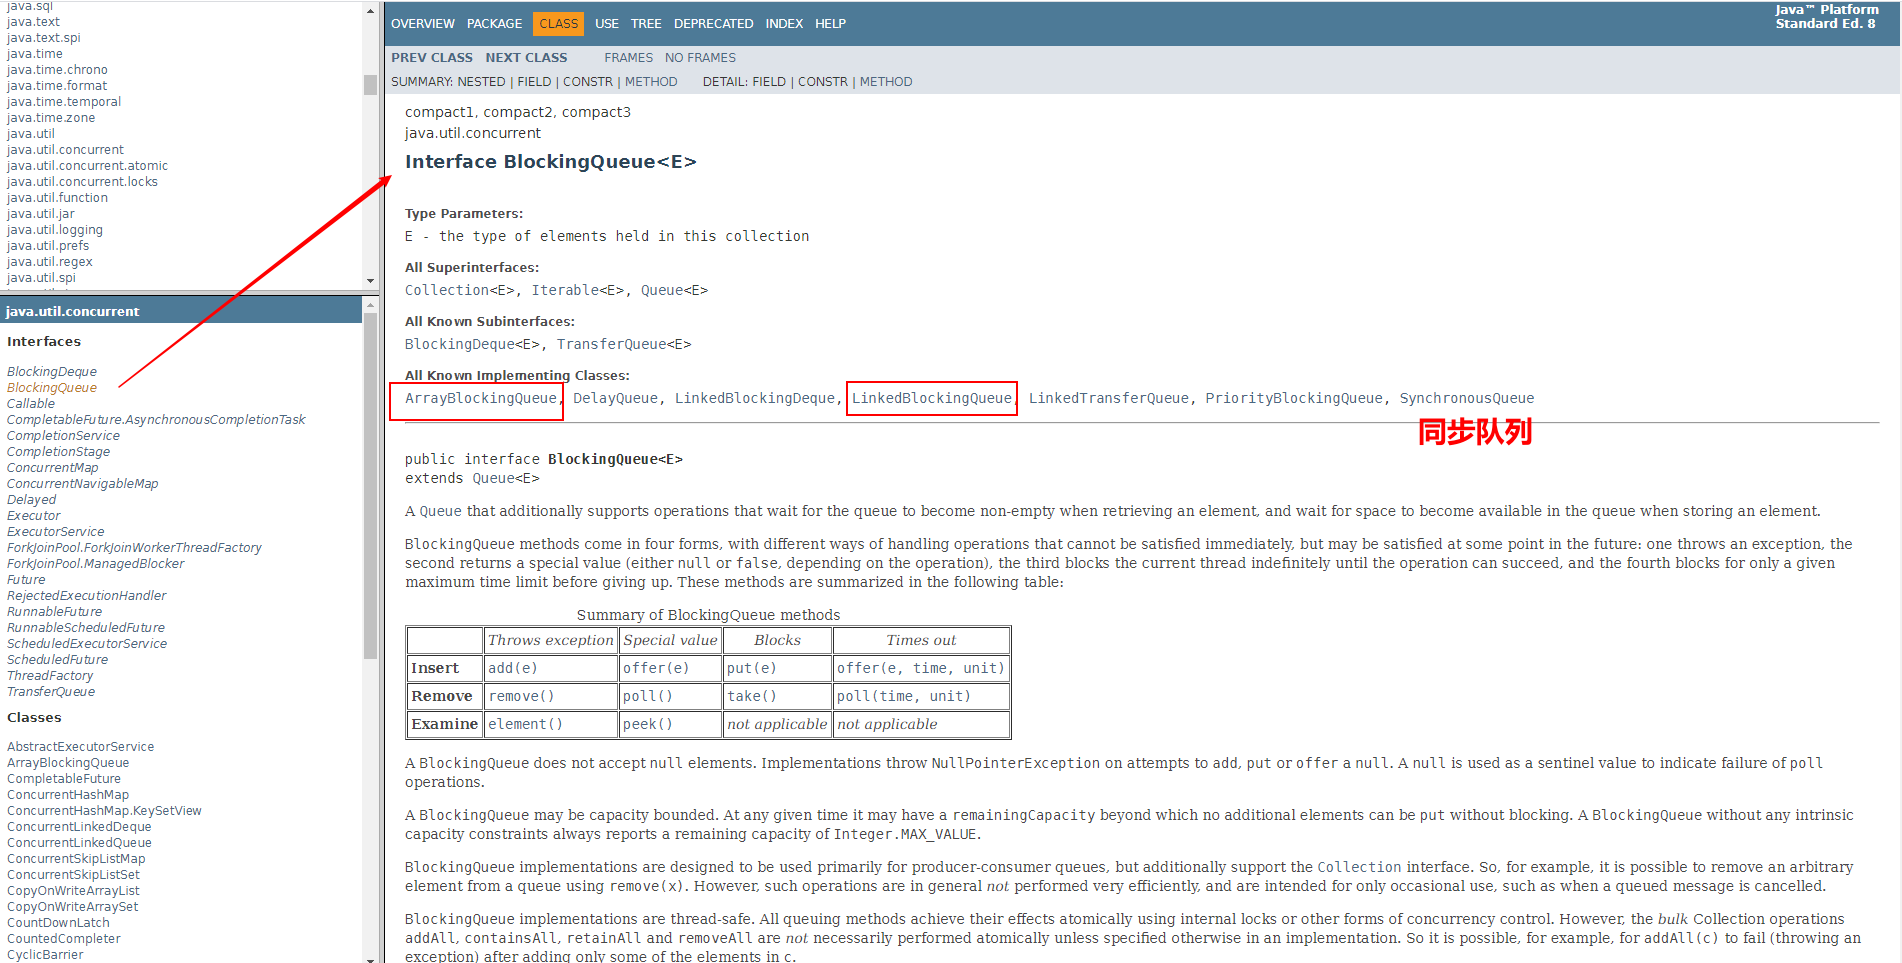 java.sql
java.text
java.text.spi
java.time
java.time.chrono
java.time.format
java.time.temporal
java.time.zone
java.util
java.util.concurrent
java.util.concurrent.atomic
java.util.concurrent.locks
java.util.function
java.util.jar
java.util.logging
java.util.prefs
java.util.regex
java.util.spi
java.util.concurrent
Interfaces
BlockingDeque
BlockingQueue
Callable
CompletableFuture.AsynchronousCompletionTask
CompletionService
CompletionStage
ConcurrentMap
ConcurrentNavigableMap
Delayed
Executor
ExecutorService
ForkJoinPool.ForkJoinWorkerThreadFactory
ForkJoinPool.ManagedBlocker
Future
RejectedExecutionHandler
RunnableFuture
RunnableScheduledFuture
ScheduledExecutorService
ScheduledFuture
ThreadFactory
TransferQueue
Classes
AbstractExecutorService
ArrayBlockingQueue
CompletableFuture
ConcurrentHashMap
ConcurrentHashMap.KeySetView
ConcurrentLinkedDeque
ConcurrentLinkedQueue
ConcurrentSkipListMap
ConcurrentSkipListSet
CopyOnWriteArrayList
CopyOnWriteArraySet
CountDownLatch
CountedCompleter
CyclicBarrier
OVERVIEW PACKAGE CLASS USE TREE DEPRECATED INDEX HELP
Java™ Platform
Standard Ed. 8
PREV CLASS NEXT CLASS FRAMES NO FRAMES
SUMMARY: NESTED | FIELD | CONSTR | METHOD DETAIL: FIELD | CONSTR | METHOD
compact1, compact2, compact3
java.util.concurrent
Interface BlockingQueue<E>
Type Parameters:
E - the type of elements held in this collection
All Superinterfaces:
Collection<E>, Iterable<E>, Queue<E>
All Known Subinterfaces:
BlockingDeque<E>, TransferQueue<E>
All Known Implementing Classes:
ArrayBlockingQueue, DelayQueue, LinkedBlockingDeque, LinkedBlockingQueue, LinkedTransferQueue, PriorityBlockingQueue, SynchronousQueue
同步队列
public interface BlockingQueue<E>
extends Queue<E>
A Queue that additionally supports operations that wait for the queue to become non-empty when retrieving an element, and wait for space to become available in the queue when storing an element.
BlockingQueue methods come in four forms, with different ways of handling operations that cannot be satisfied immediately, but may be satisfied at some point in the future: one throws an exception, the
second returns a special value (either null or false, depending on the operation), the third blocks the current thread indefinitely until the operation can succeed, and the fourth blocks for only a given
maximum time limit before giving up. These methods are summarized in the following table:
Summary of BlockingQueue methods
Throws exception Special value Blocks Times out
Insert add(e) offer(e) put(e) offer(e, time, unit)
Remove remove() poll() take() poll(time, unit)
Examine element() peek() not applicable not applicable
A BlockingQueue does not accept null elements. Implementations throw NullPointerException on attempts to add, put or offer a null. A null is used as a sentinel value to indicate failure of poll
operations.
A BlockingQueue may be capacity bounded. At any given time it may have a remainingCapacity beyond which no additional elements can be put without blocking. A BlockingQueue without any intrinsic
capacity constraints always reports a remaining capacity of Integer.MAX_VALUE.
BlockingQueue implementations are designed to be used primarily for producer-consumer queues, but additionally support the Collection interface. So, for example, it is possible to remove an arbitrary
element from a queue using remove(x). However, such operations are in general not performed very efficiently, and are intended for only occasional use, such as when a queued message is cancelled.
BlockingQueue implementations are thread-safe. All queuing methods achieve their effects atomically using internal locks or other forms of concurrency control. However, the bulk Collection operations
addAll, containsAll, retainAll and removeAll are not necessarily performed atomically unless specified otherwise in an implementation. So it is possible, for example, for addAll(c) to fail (throwing an
exception) after adding only some of the elements in c.